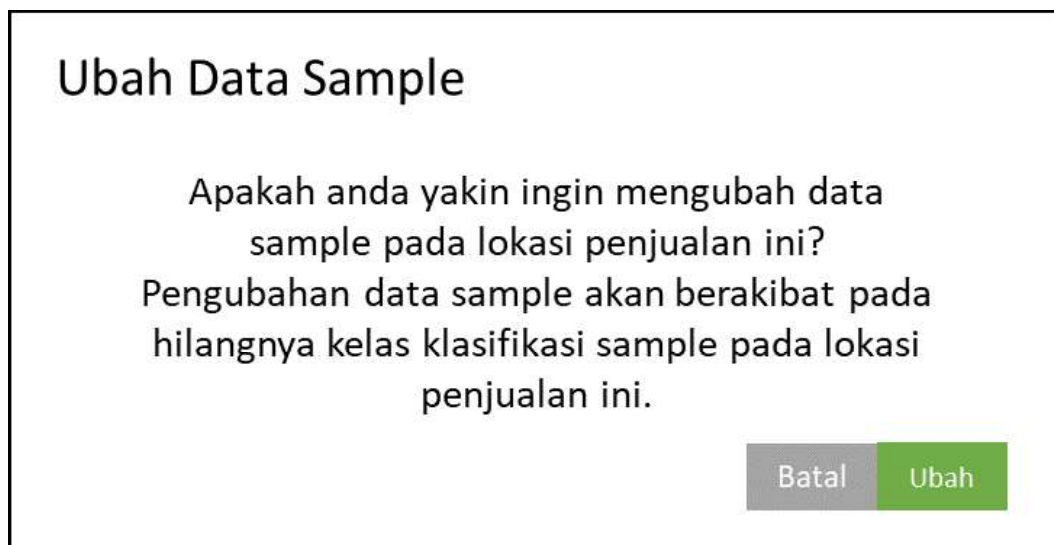 Ubah Data Sample
Apakah anda yakin ingin mengubah data
sample pada lokasi penjualan ini?
Pengubahan data sample akan berakibat pada
hilangnya kelas klasifikasi sample pada lokasi
penjualan ini.
Batal Ubah